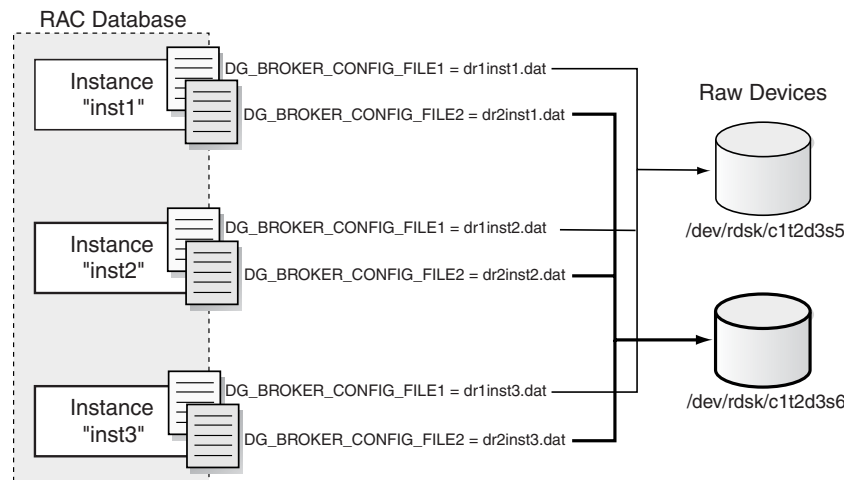 RAC Database
Instance
"inst1"
DG_BROKER_CONFIG_FILE1 = dr1inst1.dat
DG_BROKER_CONFIG_FILE2 = dr2inst1.dat
Instance
"inst2"
DG_BROKER_CONFIG_FILE1 = dr1inst2.dat
DG_BROKER_CONFIG_FILE2 = dr2inst2.dat
Instance
"inst3"
DG_BROKER_CONFIG_FILE1 = dr1inst3.dat
DG_BROKER_CONFIG_FILE2 = dr2inst3.dat
Raw Devices
/dev/rdsk/c1t2d3s5
/dev/rdsk/c1t2d3s6